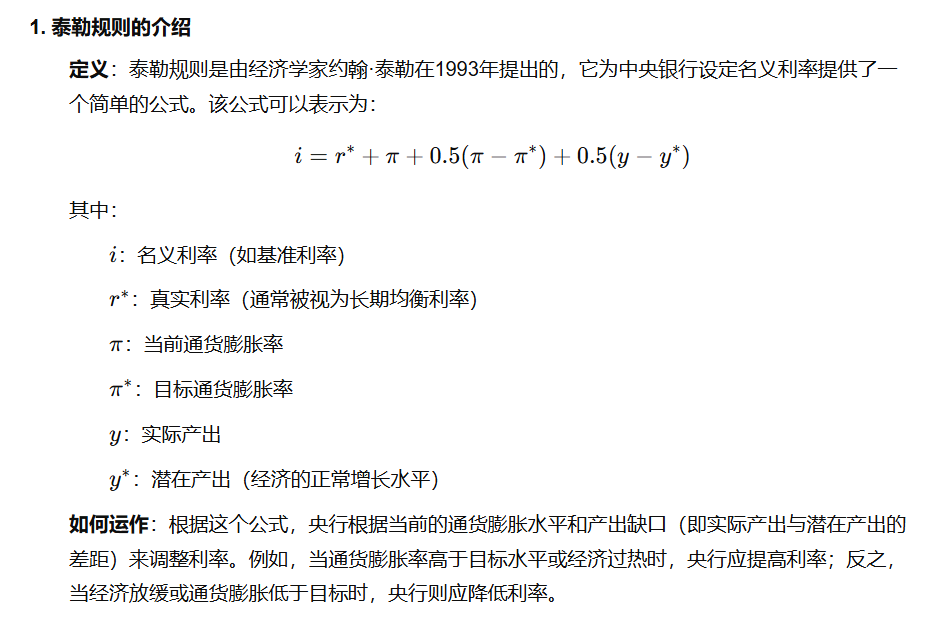 1. 泰勒规则的介绍
定义：泰勒规则是由经济学家约翰·泰勒在1993年提出的，它为中央银行设定名义利率提供了一
个简单的公式。该公式可以表示为：
i = r* + π + 0.5(π − π*) + 0.5(y − y*)
其中：
i：名义利率（如基准利率）
r*：真实利率（通常被视为长期均衡利率）
π：当前通货膨胀率
π*：目标通货膨胀率
y：实际产出
y*：潜在产出（经济的正常增长水平）
如何运作：根据这个公式，央行根据当前的通货膨胀水平和产出缺口（即实际产出与潜在产出的
差距）来调整利率。例如，当通货膨胀率高于目标水平或经济过热时，央行应提高利率；反之，
当经济放缓或通货膨胀低于目标时，央行则应降低利率。